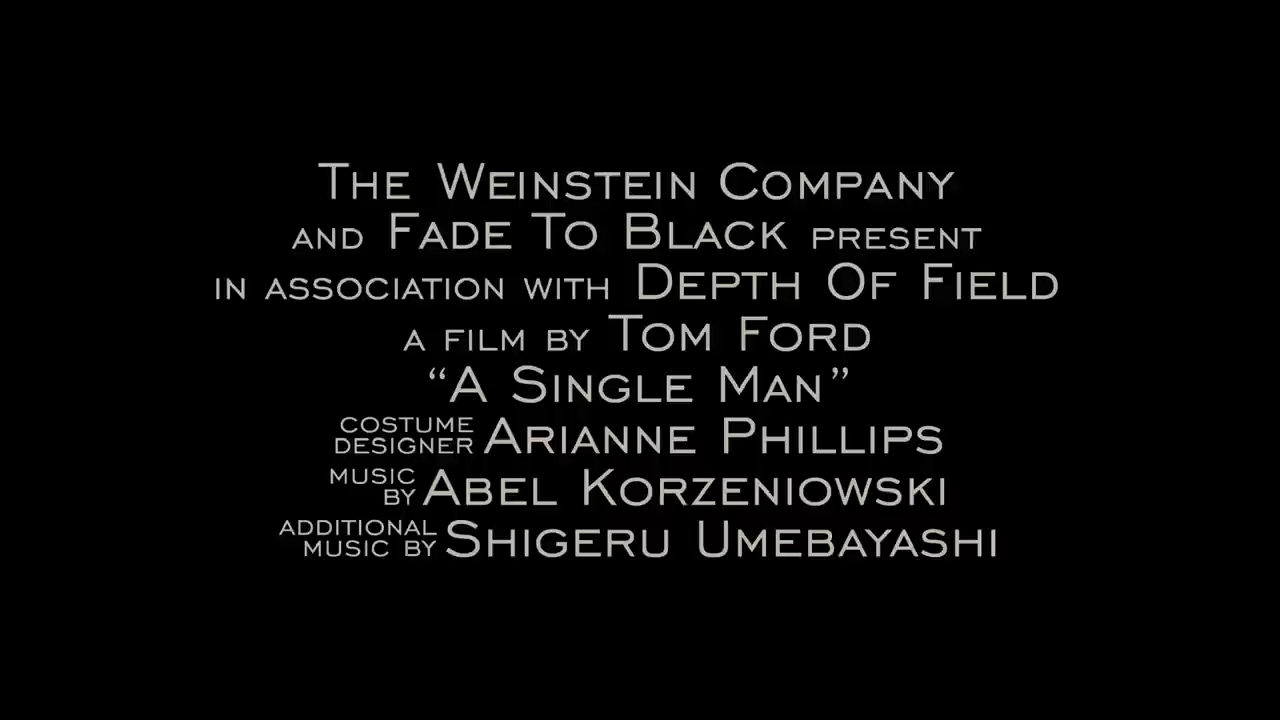 The Weinstein Company
and Fade To Black present
in association with Depth Of Field
a film by Tom Ford
“A Single Man”
costume designer Arianne Phillips
music by Abel Korzeniowski
additional music by Shigeru Umebayashi